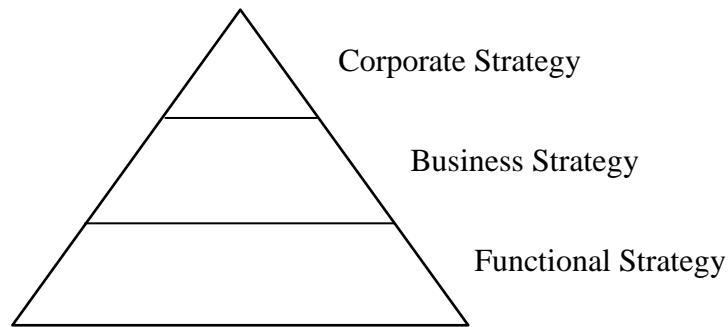 Corporate Strategy
Business Strategy
Functional Strategy